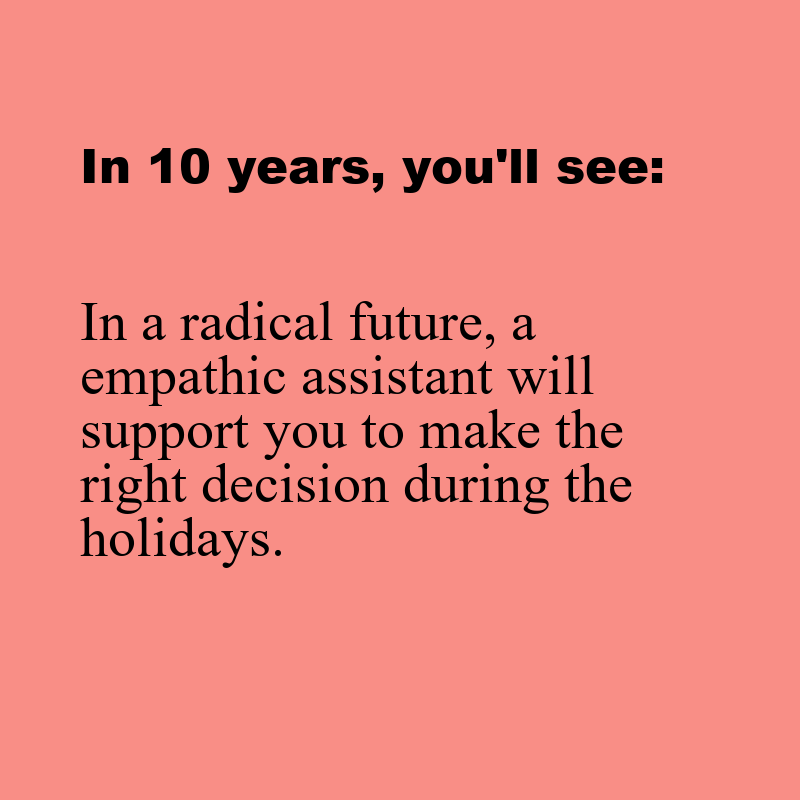 In 10 years, you'll see:
In a radical future, a
empathic assistant will
support you to make the
right decision during the
holidays.